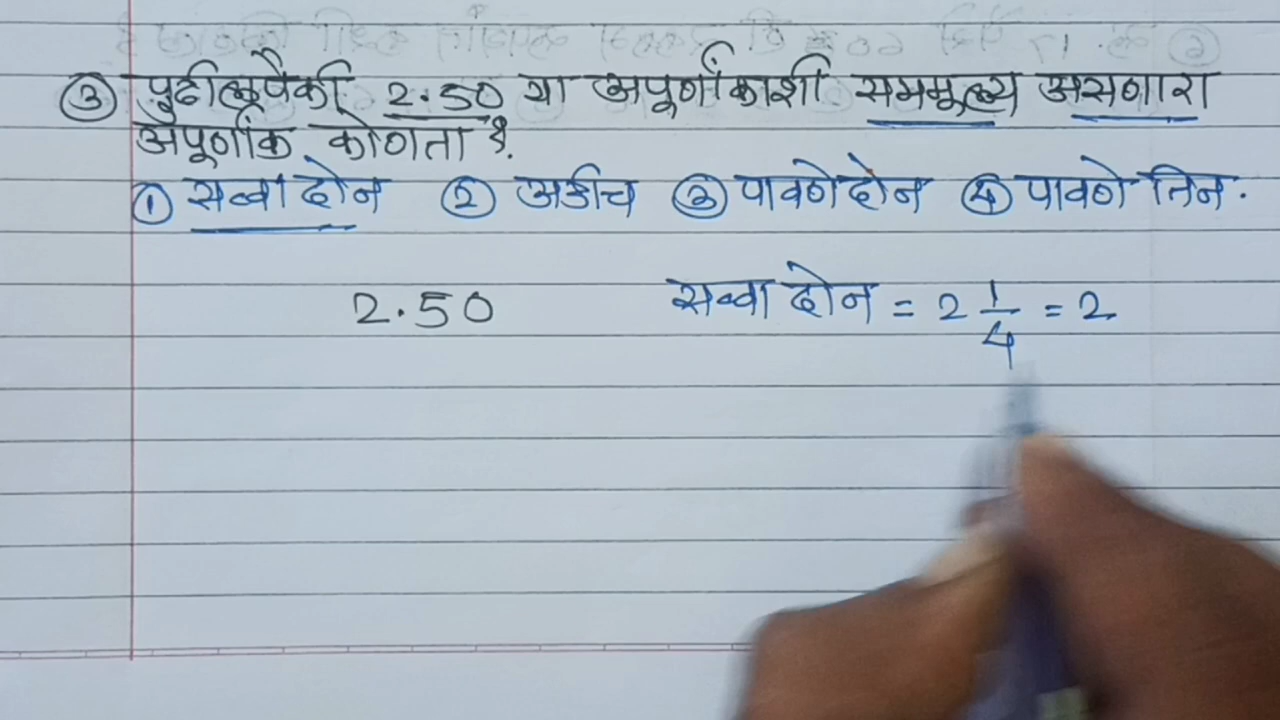 ③ पुढीलपैकी 2.50 या अपूर्णांकाशी सममूल्य असणारा
अपूर्णांक कोणता ?
① सव्वा दोन ② अडीच ③ पावणे दोन ④ पावणे तिन.
2.50 सव्वा दोन = 2 1/4 = 2